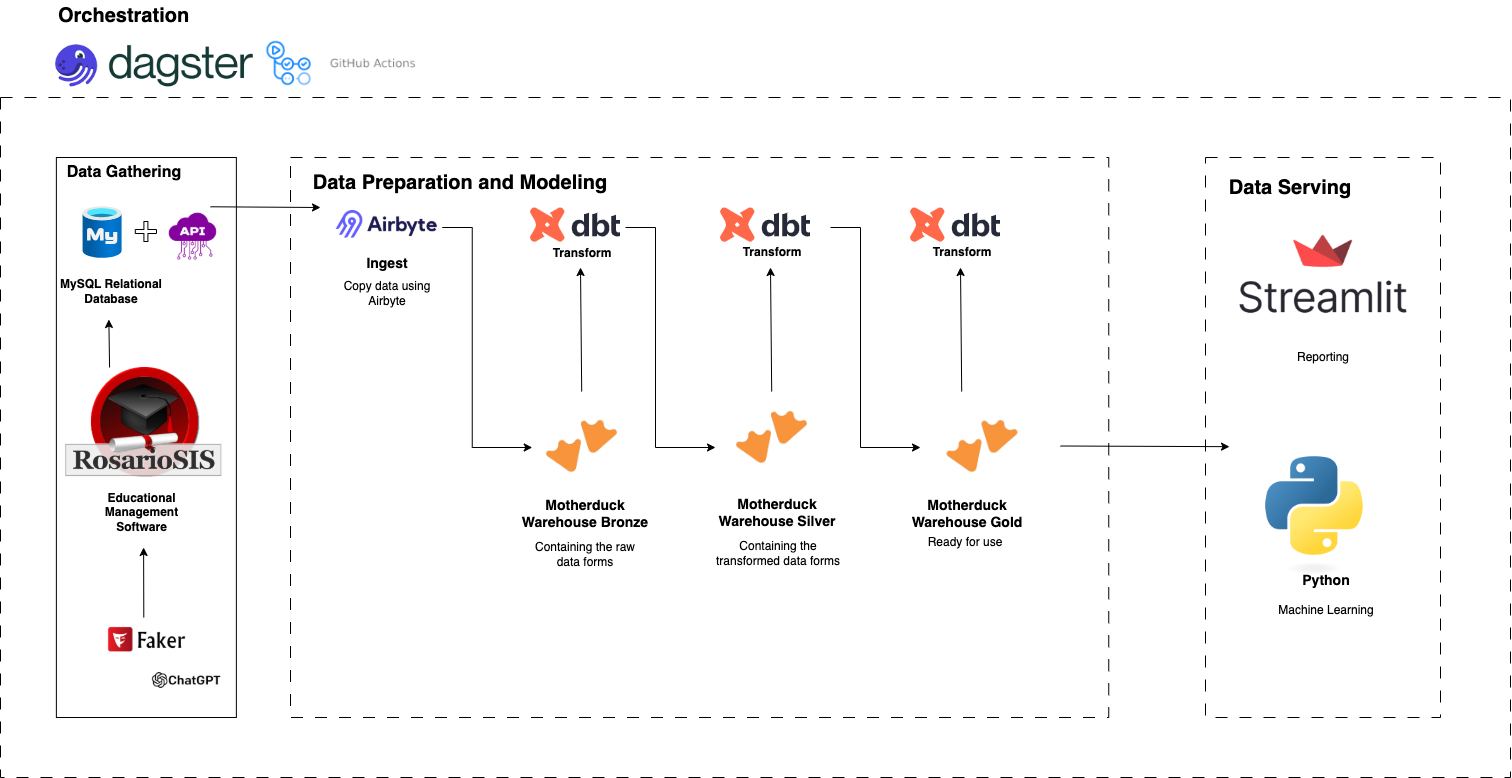 Orchestration
dagster
GitHub Actions
Data Gathering
My
API
MySQL Relational
Database
RosarioSIS
Educational
Management
Software
Faker
ChatGPT
Data Preparation and Modeling
Airbyte
Ingest
Copy data using
Airbyte
dbt
Transform
dbt
Transform
dbt
Transform
Motherduck
Warehouse Bronze
Containing the raw
data forms
Motherduck
Warehouse Silver
Containing the
transformed data forms
Motherduck
Warehouse Gold
Ready for use
Data Serving
Streamlit
Reporting
Python
Machine Learning